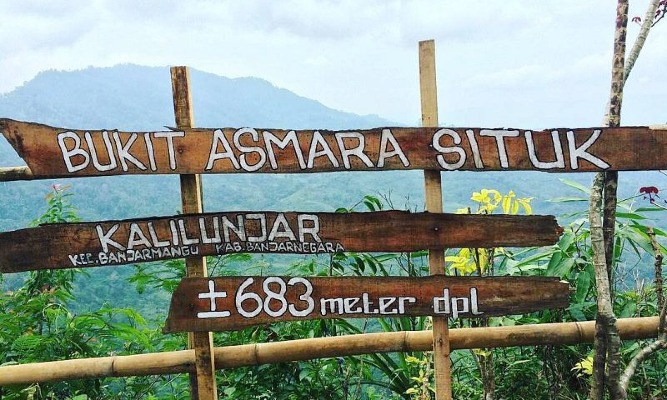 BUKIT ASMARA SITUK
KALILUNJAR
KEC.BANJARMANGU KAB.BANJARNEGARA
±683 meter dpl